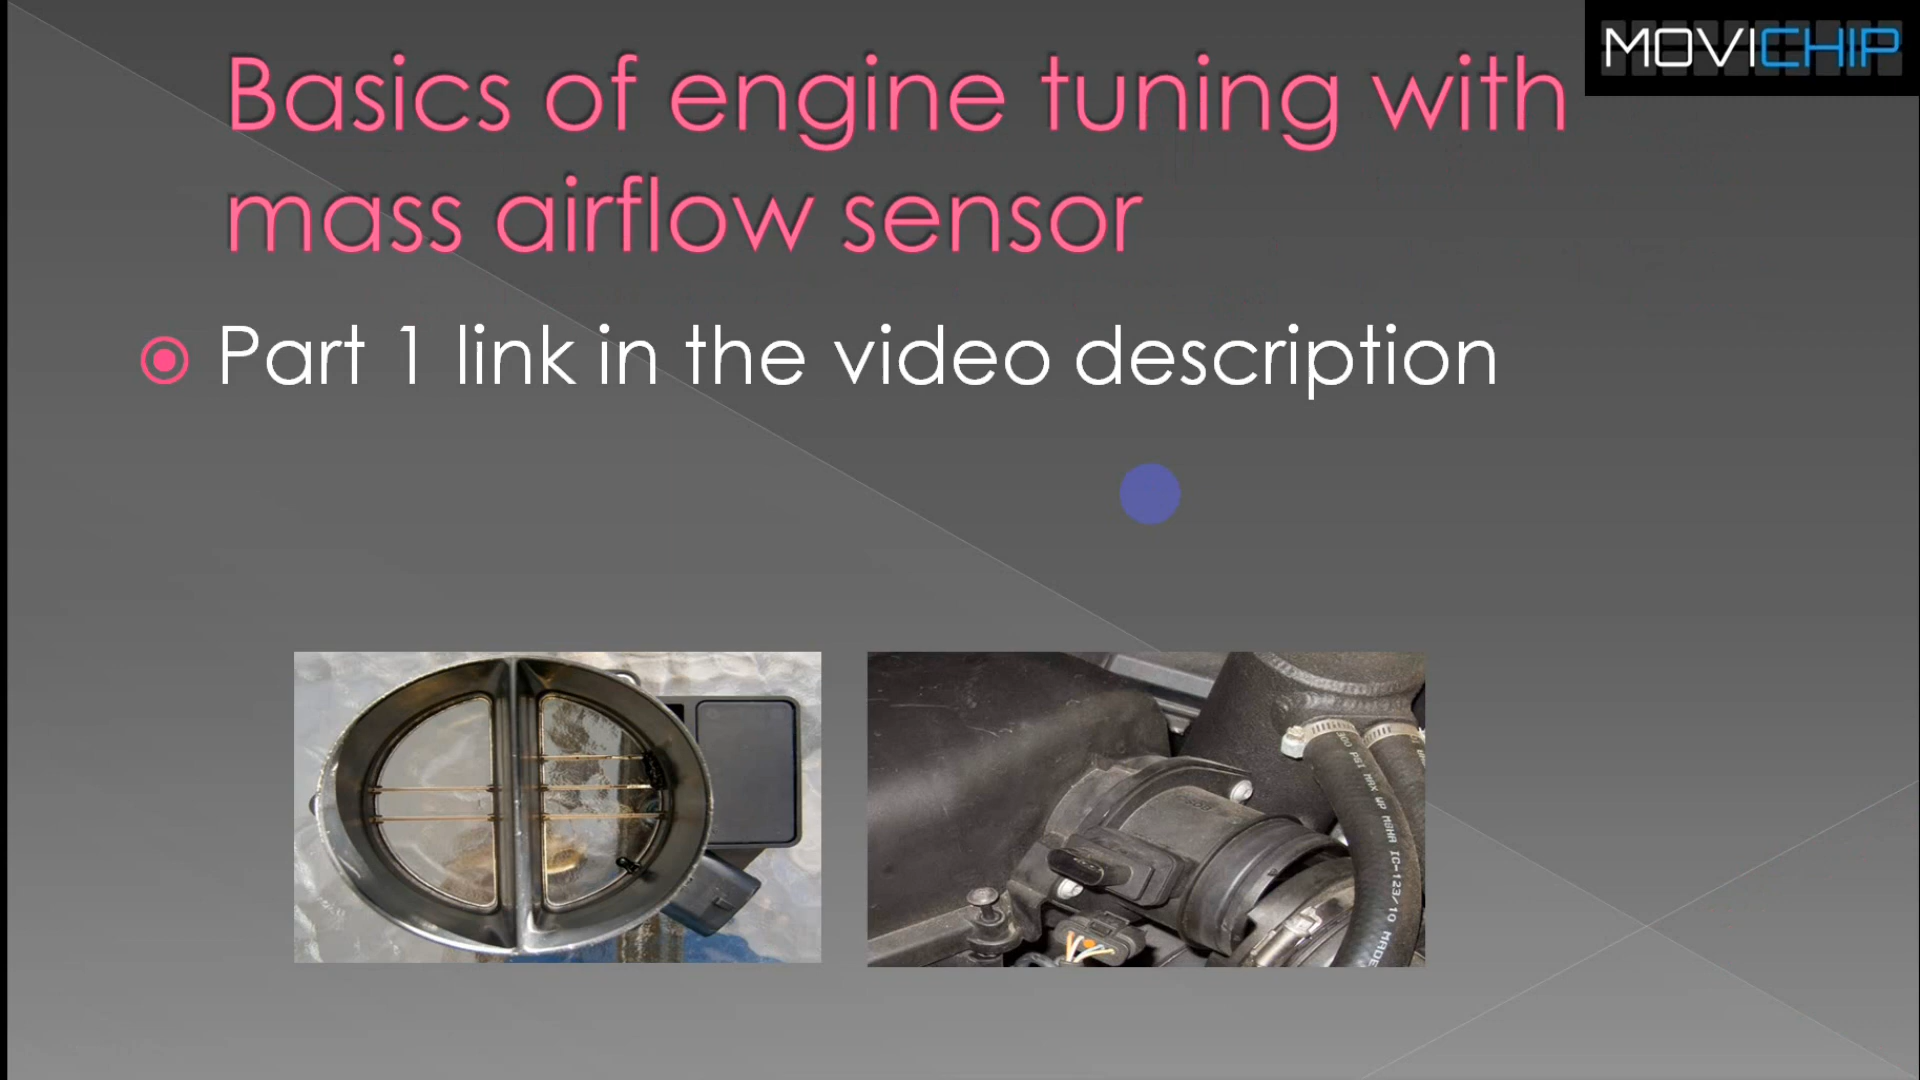 MOVICHIP
Basics of engine tuning with
mass airflow sensor
Part 1 link in the video description